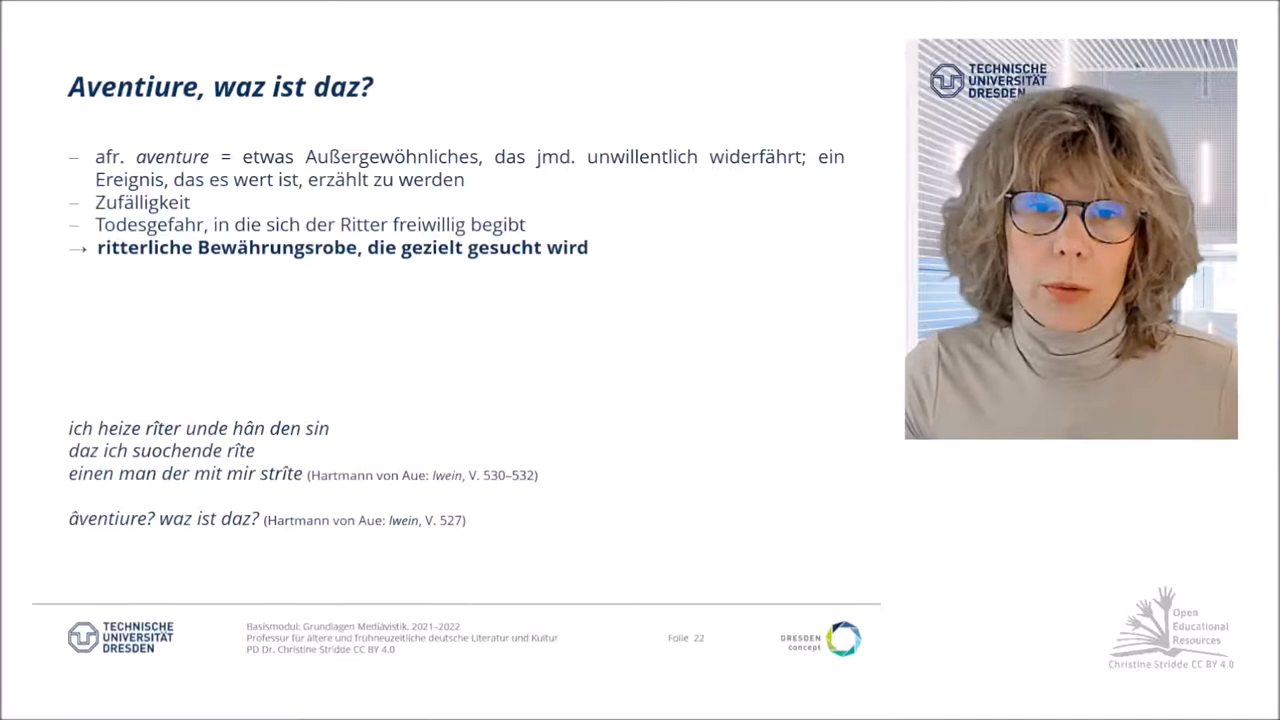 Aventiure, waz ist daz?
– afr. aventure = etwas Außergewöhnliches, das jmd. unwillentlich widerfährt; ein
Ereignis, das es wert ist, erzählt zu werden
– Zufälligkeit
– Todesgefahr, in die sich der Ritter freiwillig begibt
→ ritterliche Bewährungsrobe, die gezielt gesucht wird
ich heize rîter unde hân den sin
daz ich suochende rîte
einen man der mit mir strîte (Hartmann von Aue: Iwein, V. 530–532)
âventiure? waz ist daz? (Hartmann von Aue: Iwein, V. 527)
TECHNISCHE
UNIVERSITÄT
DRESDEN
TECHNISCHE
UNIVERSITÄT
DRESDEN
Basismodul: Grundlagen Mediävistik, 2021–2022
Professur für ältere und frühneuzeitliche deutsche Literatur und Kultur
PD Dr. Christine Stridde CC BY 4.0
Folie 22
DRESDEN
concept
Open
Educational
Resources
Christine Stridde CC BY 4.0